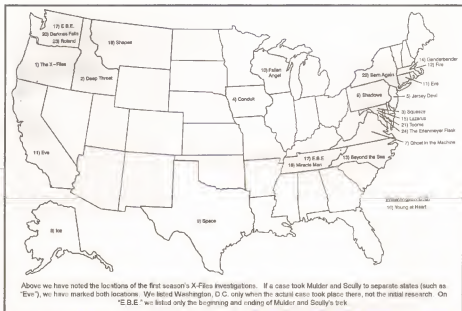 17) E.B.E.
20) Darkness Falls
23) Roland
18) Shapes
1) The X-Files
2) Deep Throat
10) Fallen
Angel
4) Conduit
22) Born Again
6) Shadows
14) Genderbender
12) Fire
11) Eve
5) Jersey Devil
3) Squeeze
15) Lazarus
21) Tooms
24) The Erlenmeyer Flask
7) Ghost in the Machine
11) Eve
17) E.B.E
18) Miracle Man
13) Beyond the Sea
16) Young at Heart
9) Space
8) Ice
Above we have noted the locations of the first season's X-Files investigations. If a case took Mulder and Scully to separate states (such as
"Eve"), we have marked both locations. We listed Washington, D.C. only when the actual case took place there, not the initial research. On
"E.B.E." we listed only the beginning and ending of Mulder and Scully's trek.